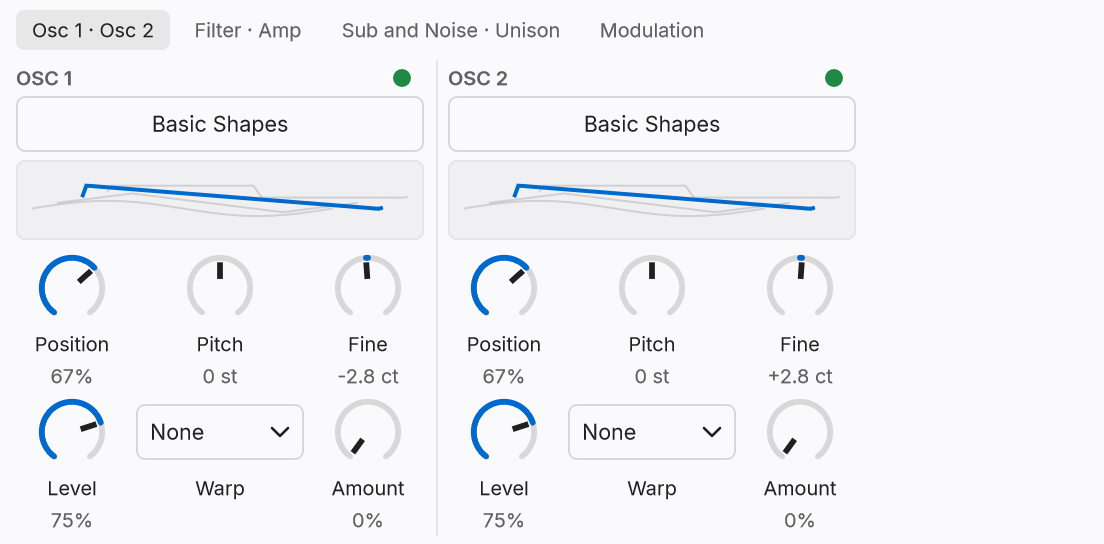 Osc 1 · Osc 2
Filter · Amp
Sub and Noise · Unison
Modulation
OSC 1
Basic Shapes
Position
Pitch
Fine
67%
0 st
-2.8 ct
None
Level
Warp
Amount
75%
0%
OSC 2
Basic Shapes
Position
Pitch
Fine
67%
0 st
+2.8 ct
None
Level
Warp
Amount
75%
0%